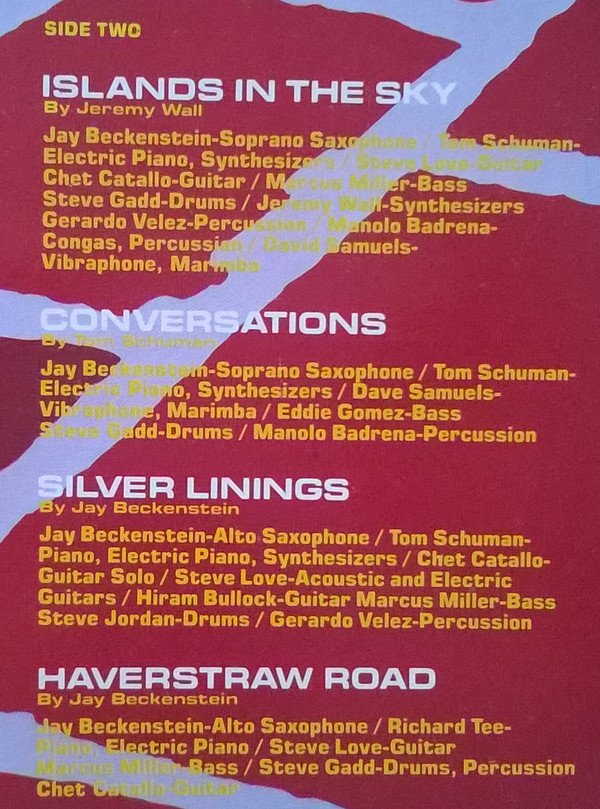 SIDE TWO
ISLANDS IN THE SKY
By Jeremy Wall
Jay Beckenstein-Soprano Saxophone / Tom Schuman-
Electric Piano, Synthesizers / Steve Love-Guitar
Chet Catallo-Guitar / Marcus Miller-Bass
Steve Gadd-Drums / Jeremy Wall-Synthesizers
Gerardo Velez-Percussion / Manolo Badrena-
Congas, Percussion / David Samuels-
Vibraphone, Marimba
CONVERSATIONS
By Tom Schuman
Jay Beckenstein-Soprano Saxophone / Tom Schuman-
Electric Piano, Synthesizers / Dave Samuels-
Vibraphone, Marimba / Eddie Gomez-Bass
Steve Gadd-Drums / Manolo Badrena-Percussion
SILVER LININGS
By Jay Beckenstein
Jay Beckenstein-Alto Saxophone / Tom Schuman-
Piano, Electric Piano, Synthesizers / Chet Catallo-
Guitar Solo / Steve Love-Acoustic and Electric
Guitars / Hiram Bullock-Guitar Marcus Miller-Bass
Steve Jordan-Drums / Gerardo Velez-Percussion
HAVERSTRAW ROAD
By Jay Beckenstein
Jay Beckenstein-Alto Saxophone / Richard Tee-
Piano, Electric Piano / Steve Love-Guitar
Marcus Miller-Bass / Steve Gadd-Drums, Percussion
Chet Catallo-Guitar